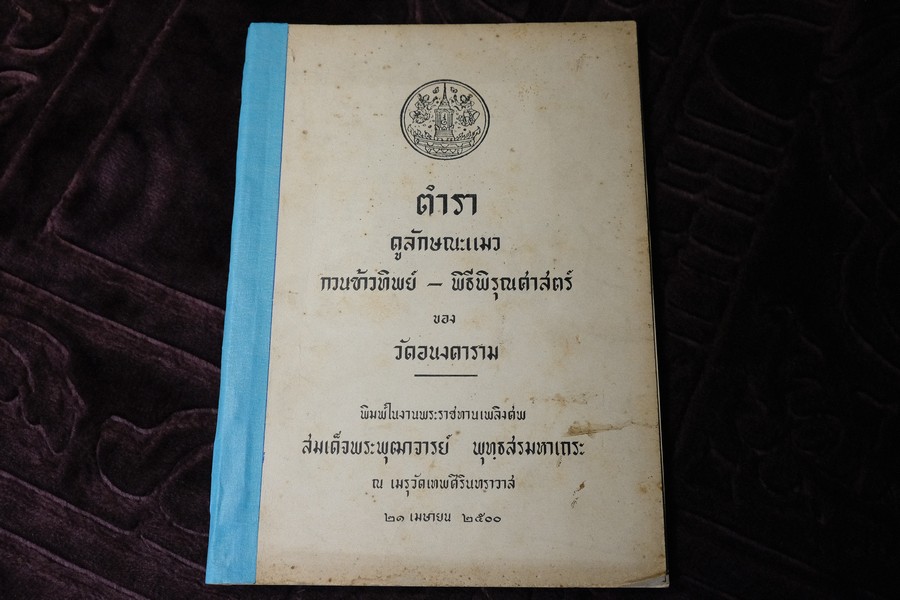 ตำรา
ดูลักษณะแมว
กวนข้าวทิพย์ – พิธีพิรุณศาสตร์
ของ
วัดอนงคาราม
พิมพ์ในงานพระราชทานเพลิงศพ
สมเด็จพระพุฒาจารย์ พุทฺธสรมหาเถระ
ณ เมรุวัดเทพศิรินทราวาส
๒๑ เมษายน ๒๕๐๐